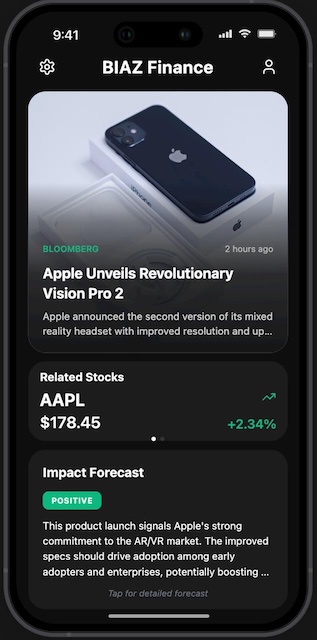 9:41
BIAZ Finance
BLOOMBERG
2 hours ago
Apple Unveils Revolutionary
Vision Pro 2
Apple announced the second version of its mixed
reality headset with improved resolution and up...
Related Stocks
AAPL
$178.45
+2.34%
Impact Forecast
POSITIVE
This product launch signals Apple's strong
commitment to the AR/VR market. The improved
specs should drive adoption among early
adopters and enterprises, potentially boosting ...
Tap for detailed forecast